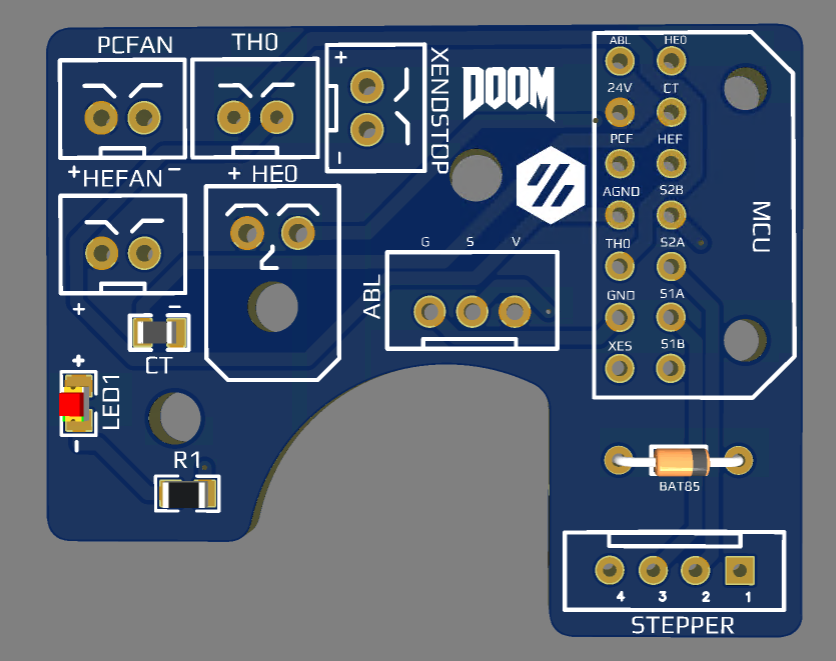 PCFAN
TH0
+
-
XENDSTOP
DOOM
ABL HE0
24V CT
PCF HEF
AGND S2B
TH0 S2A
GND S1A
XES S1B
MCU
+ HEFAN -
+ HE0
+ -
CT
ABL
G S V
+
LED1
-
R1
BAT85
4 3 2 1
STEPPER